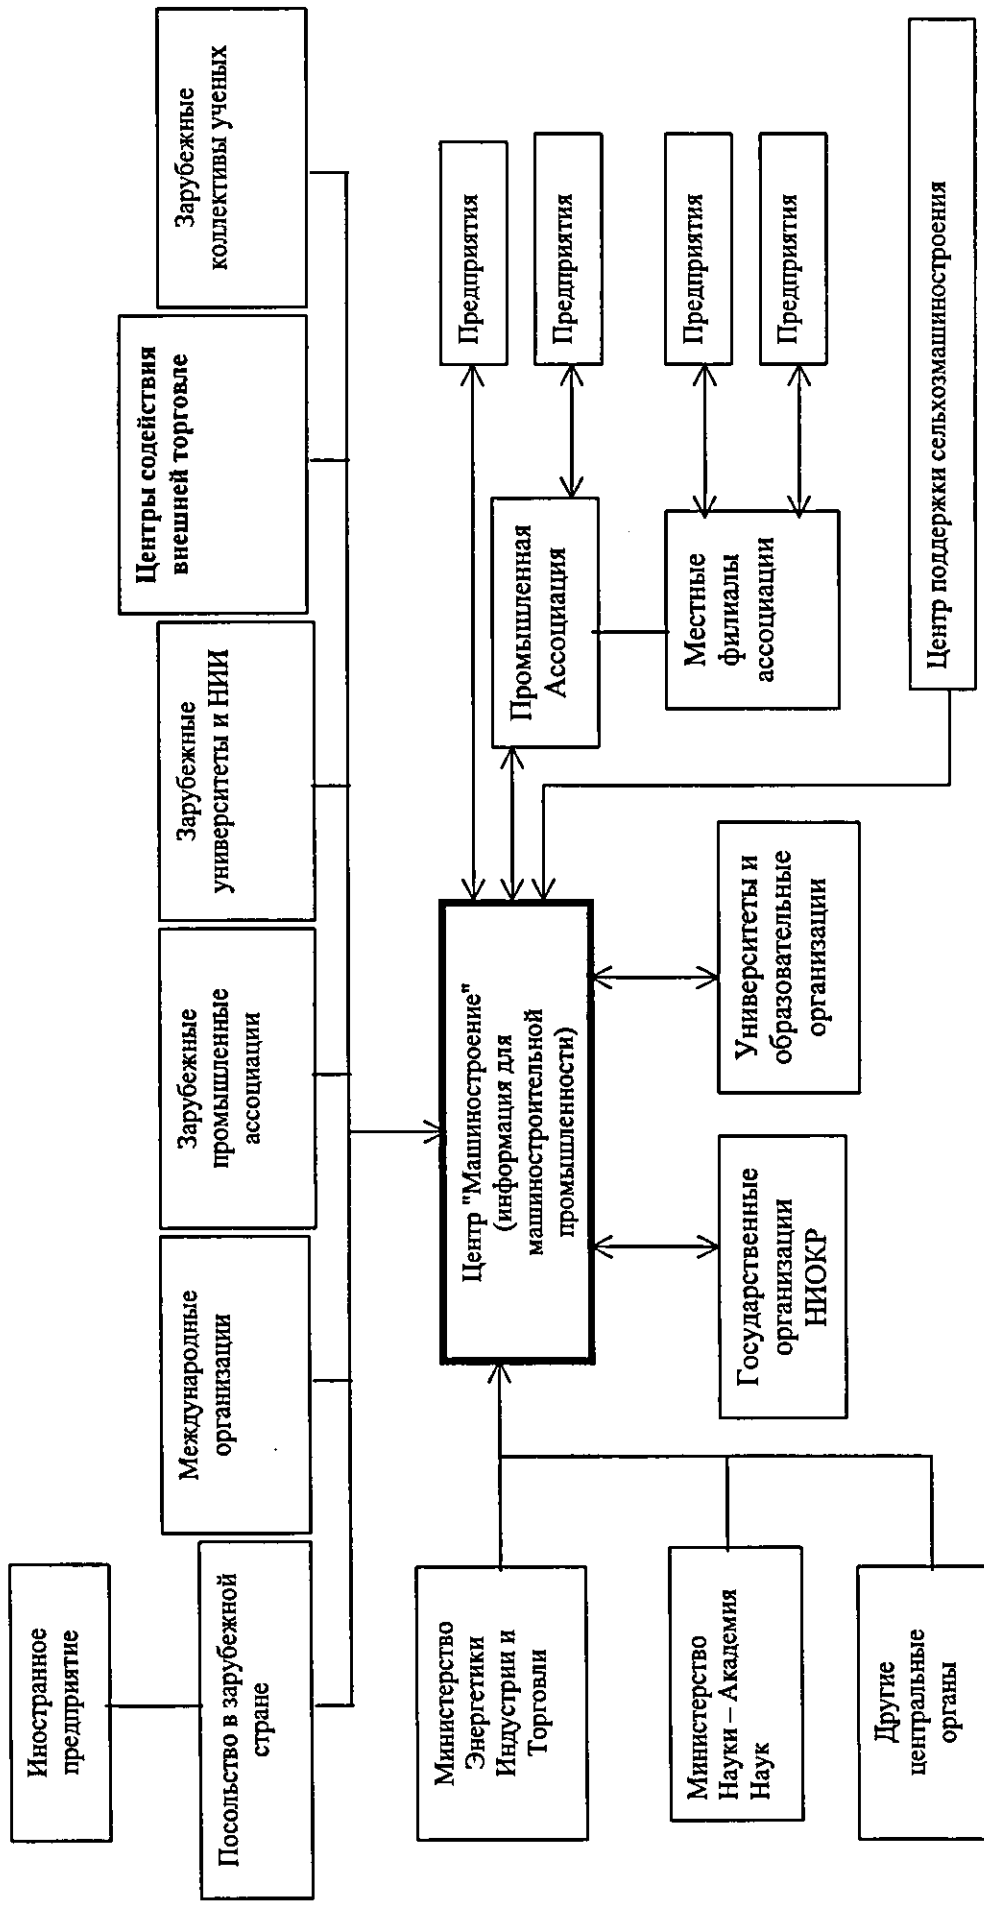 Иностранное
предприятие
Посольство в зарубежной
стране
Международные
организации
Зарубежные
промышленные
ассоциации
Зарубежные
университеты и НИИ
Центры содействия
внешней торговле
Зарубежные
коллективы ученых
Министерство
Энергетики
Индустрии и
Торговли
Министерство
Науки – Академия
Наук
Другие
центральные
органы
Центр "Машиностроение"
(информация для
машиностроительной
промышленности)
Государственные
организации
НИОКР
Университеты и
образовательные
организации
Промышленная
Ассоциация
Местные
филиалы
ассоциации
Предприятия
Предприятия
Предприятия
Предприятия
Центр поддержки сельхозмашиностроения